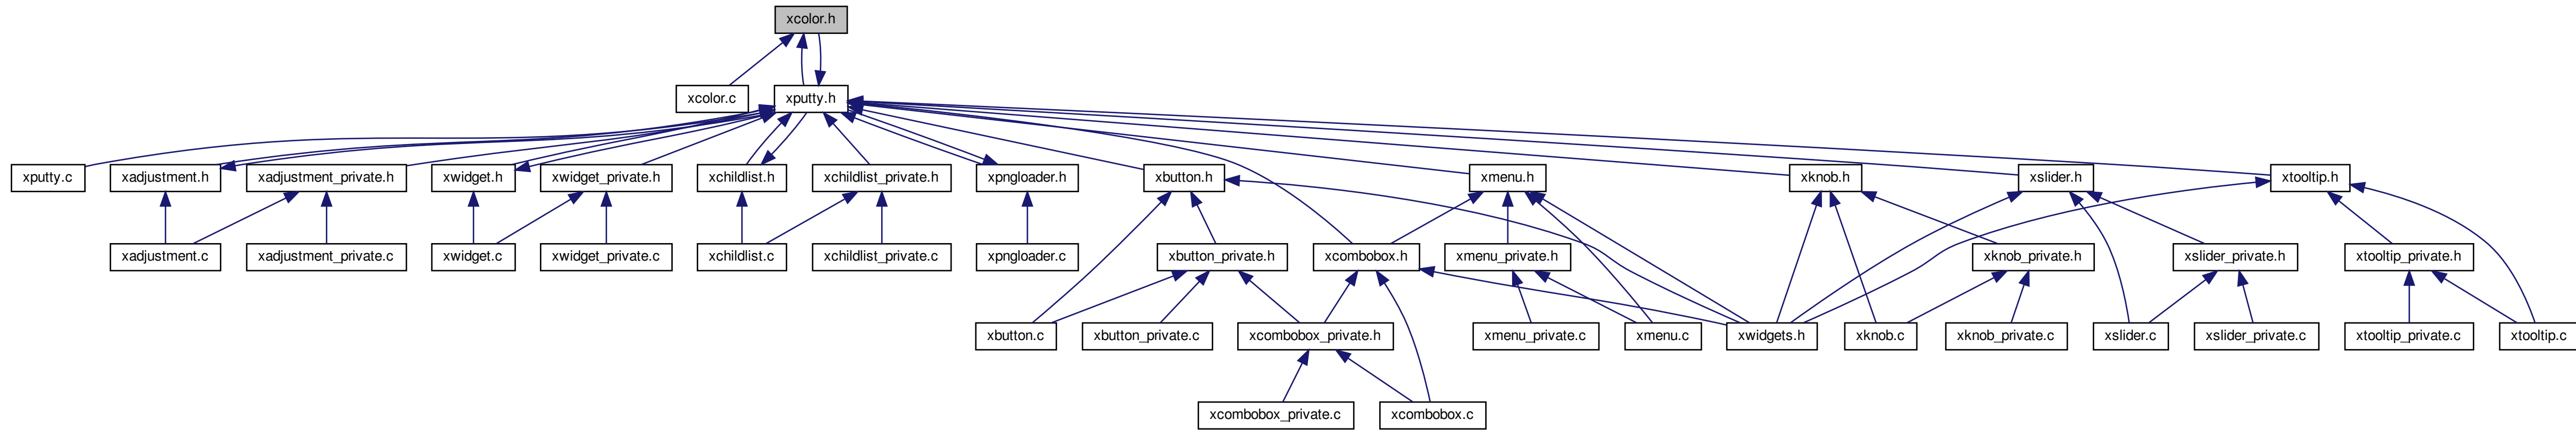 xcolor.h
xcolor.c
xputty.h
xputty.c
xadjustment.h
xadjustment_private.h
xwidget.h
xwidget_private.h
xchildlist.h
xchildlist_private.h
xpngloader.h
xbutton.h
xmenu.h
xknob.h
xslider.h
xtooltip.h
xadjustment.c
xadjustment_private.c
xwidget.c
xwidget_private.c
xchildlist.c
xchildlist_private.c
xpngloader.c
xbutton_private.h
xcombobox.h
xmenu_private.h
xknob_private.h
xslider_private.h
xtooltip_private.h
xbutton.c
xbutton_private.c
xcombobox_private.h
xmenu_private.c
xmenu.c
xwidgets.h
xknob.c
xknob_private.c
xslider.c
xslider_private.c
xtooltip_private.c
xtooltip.c
xcombobox_private.c
xcombobox.c